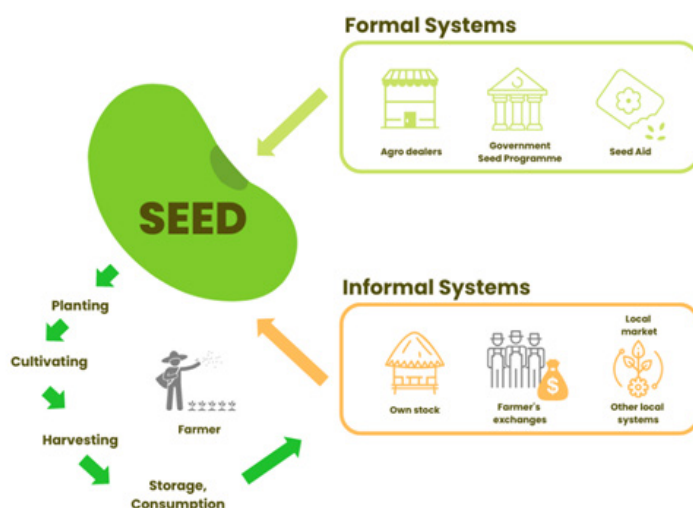 Formal Systems
Agro dealers
Government
Seed Programme
Seed Aid
SEED
Informal Systems
Local
market
Own stock
Farmer's
exchanges
Other local
systems
Planting
Cultivating
Harvesting
Farmer
Storage,
Consumption
$